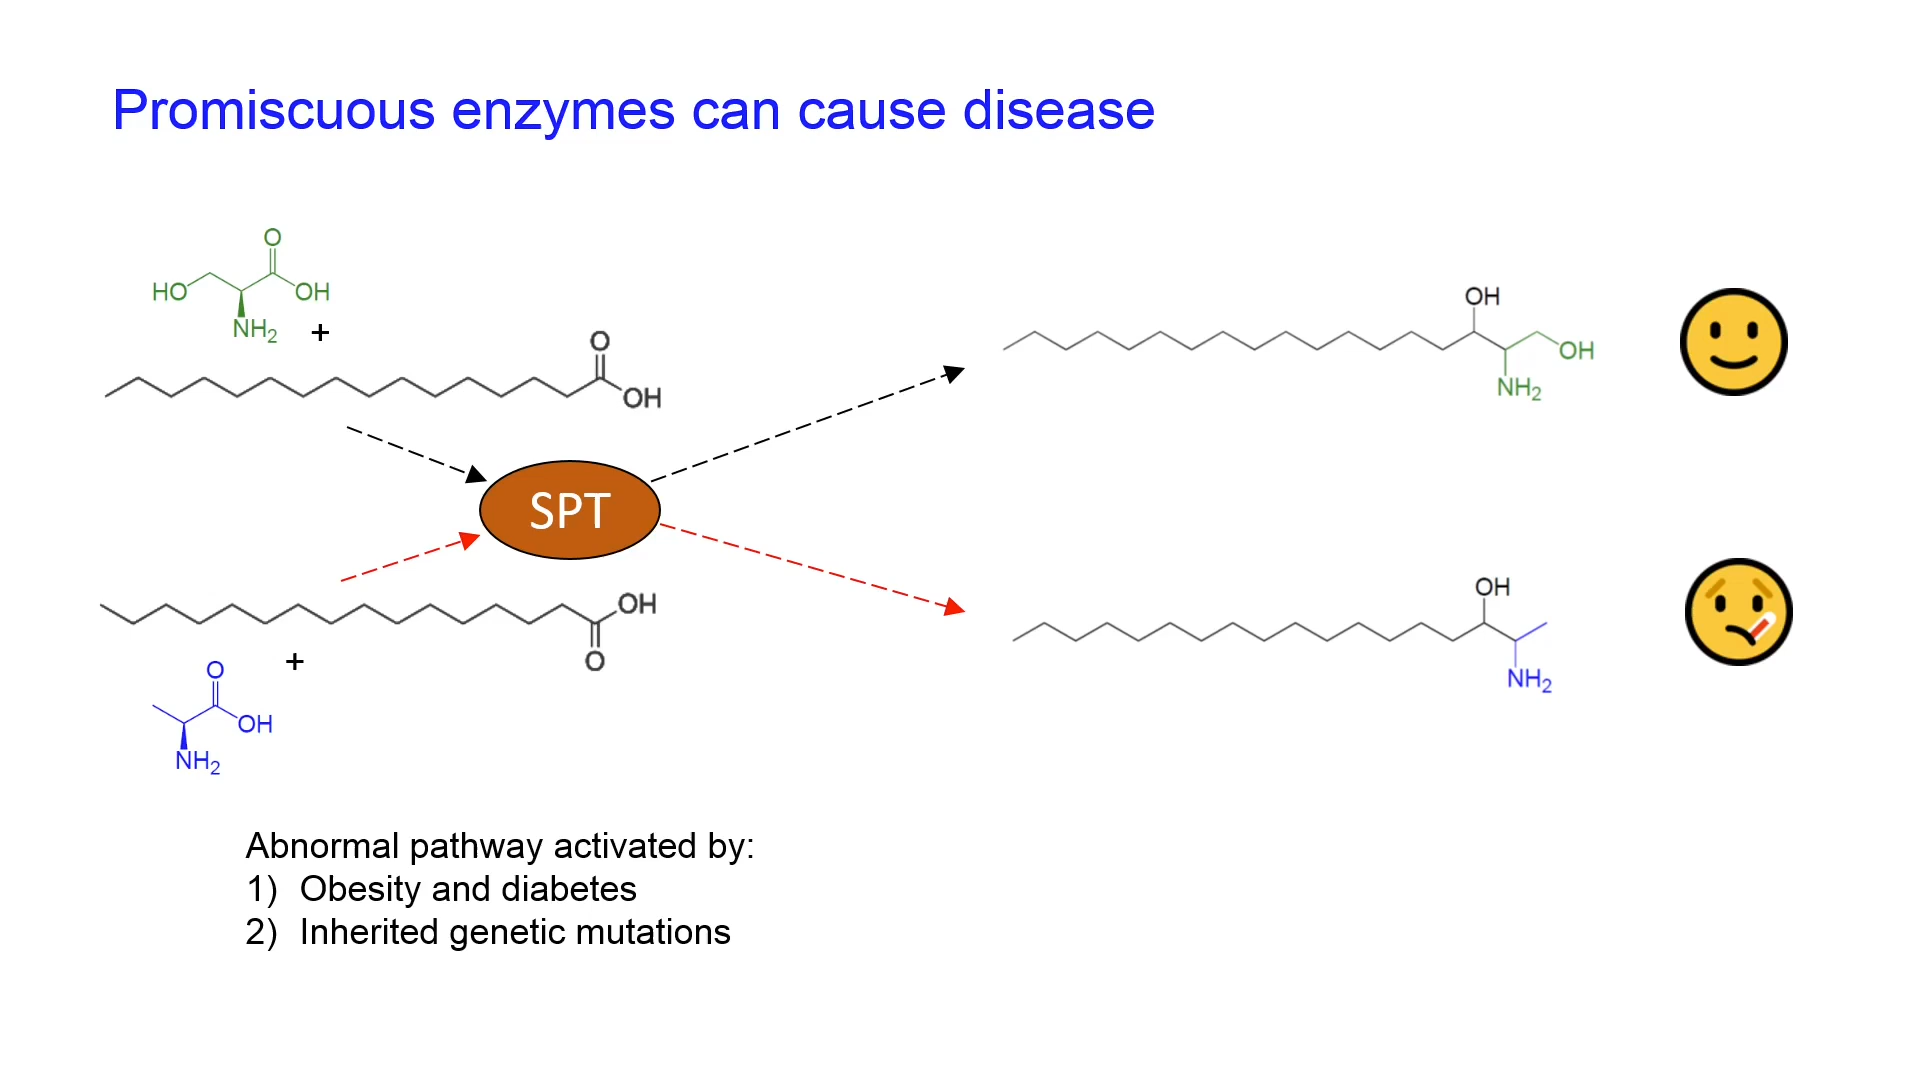 Promiscuous enzymes can cause disease
O
HO
OH
NH2
+
O
OH
OH
OH
NH2
SPT
OH
O
+
O
OH
NH2
OH
NH2
Abnormal pathway activated by:
1) Obesity and diabetes
2) Inherited genetic mutations